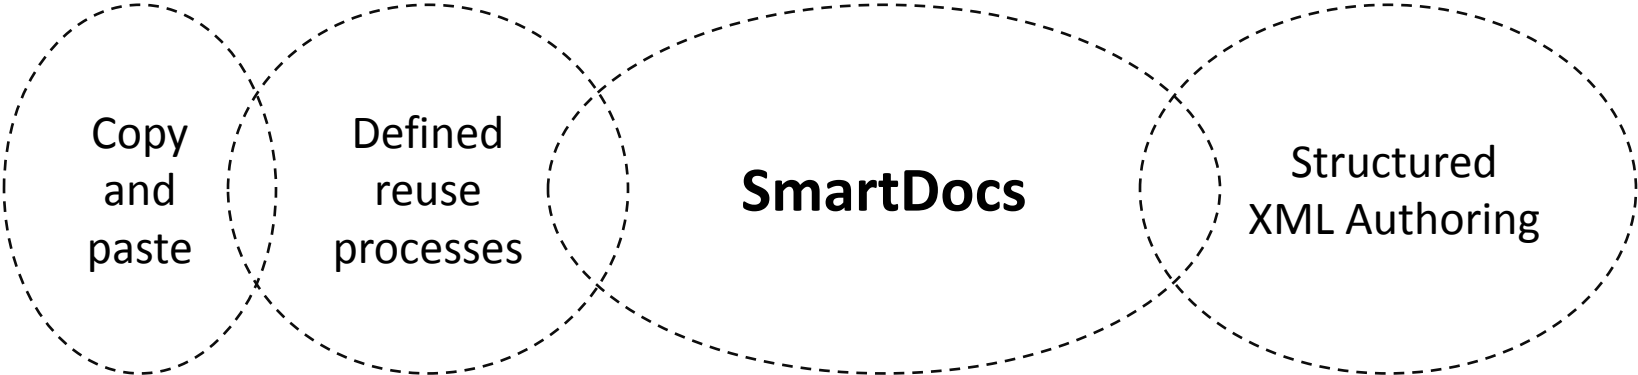 Copy
and
paste
Defined
reuse
processes
SmartDocs
Structured
XML Authoring